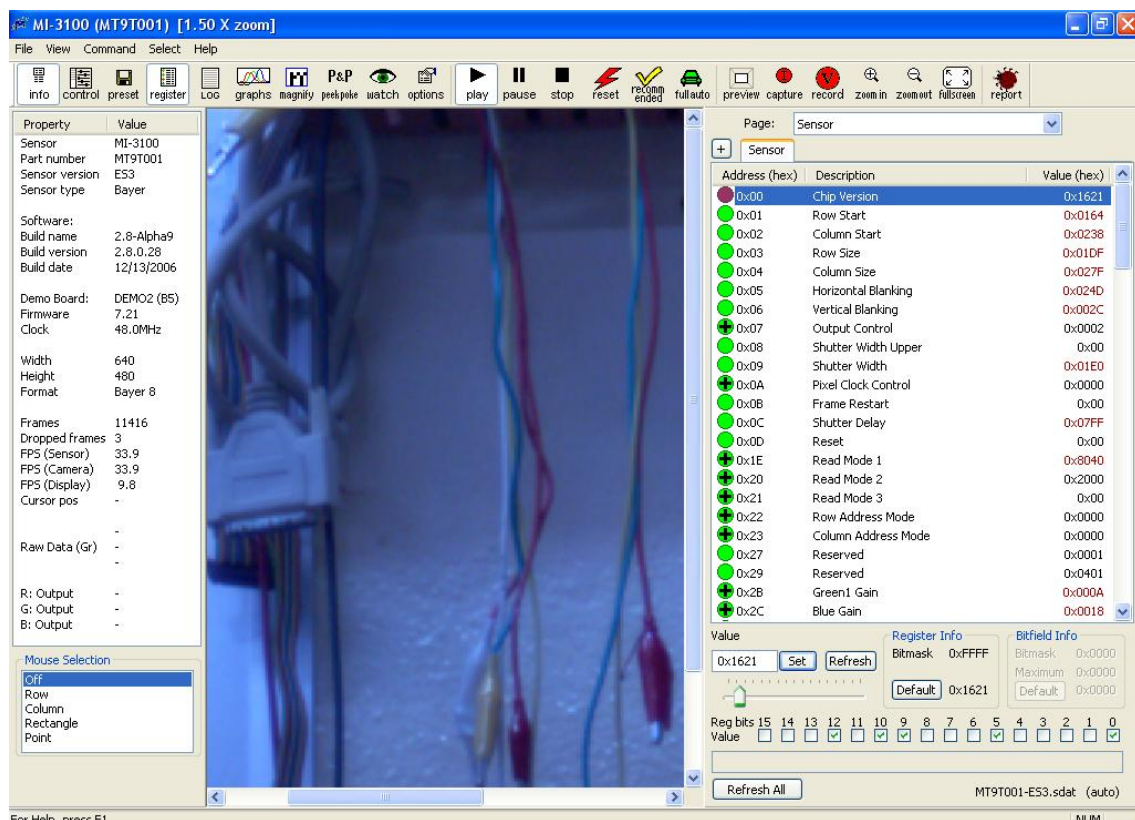 MI-3100 (MT9T001) [1.50 X zoom]
File View Command Select Help
info control preset register LOG graphs magnify peekpoke watch options play pause stop reset recomm ended fullauto preview capture record zoom in zoom out fullscreen report
P&P
Property Value
Sensor MI-3100
Part number MT9T001
Sensor version ES3
Sensor type Bayer
Software:
Build name 2.8-Alpha9
Build version 2.8.0.28
Build date 12/13/2006
Demo Board: DEMO2 (B5)
Firmware 7.21
Clock 48.0MHz
Width 640
Height 480
Format Bayer 8
Frames 11416
Dropped frames 3
FPS (Sensor) 33.9
FPS (Camera) 33.9
FPS (Display) 9.8
Cursor pos -
-
Raw Data (Gr) -
-
R: Output -
G: Output -
B: Output -
Mouse Selection
Off
Row
Column
Rectangle
Point
Page: Sensor
+ Sensor
Address (hex) Description Value (hex)
0x00 Chip Version 0x1621
0x01 Row Start 0x0164
0x02 Column Start 0x0238
0x03 Row Size 0x01DF
0x04 Column Size 0x027F
0x05 Horizontal Blanking 0x024D
0x06 Vertical Blanking 0x002C
0x07 Output Control 0x0002
0x08 Shutter Width Upper 0x00
0x09 Shutter Width 0x01E0
0x0A Pixel Clock Control 0x0000
0x0B Frame Restart 0x00
0x0C Shutter Delay 0x07FF
0x0D Reset 0x00
0x1E Read Mode 1 0x8040
0x20 Read Mode 2 0x2000
0x21 Read Mode 3 0x00
0x22 Row Address Mode 0x0000
0x23 Column Address Mode 0x0000
0x27 Reserved 0x0001
0x29 Reserved 0x0401
0x2B Green1 Gain 0x000A
0x2C Blue Gain 0x0018
Value
0x1621 Set Refresh
Register Info
Bitmask 0xFFFF
Default 0x1621
Bitfield Info
Bitmask 0x0000
Maximum 0x0000
Default 0x0000
Reg bits 15 14 13 12 11 10 9 8 7 6 5 4 3 2 1 0
Value
Refresh All
MT9T001-ES3.sdat (auto)
For Help, press F1
NUM